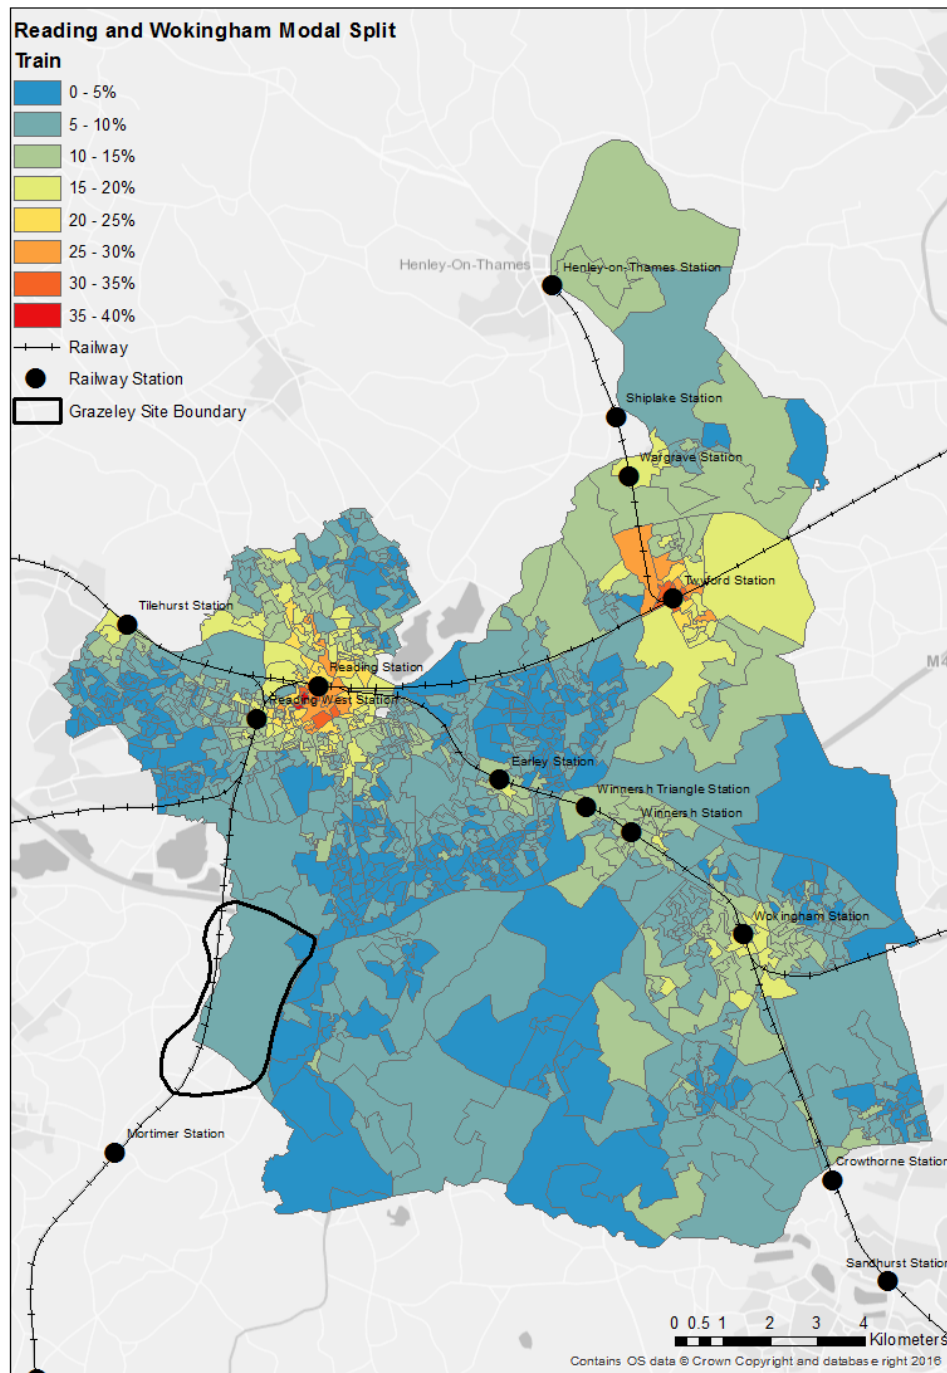 Reading and Wokingham Modal Split
Train
0 - 5%
5 - 10%
10 - 15%
15 - 20%
20 - 25%
25 - 30%
30 - 35%
35 - 40%
Railway
Railway Station
Grazeley Site Boundary
Henley-On-Thames
Henley-on-Thames Station
Shiplake Station
Wargrave Station
Twyford Station
Tilehurst Station
Reading Station
M4
Reading West Station
Earley Station
Winnersh Triangle Station
Winnersh Station
Wokingham Station
Mortimer Station
Crowthorne Station
Sandhurst Station
0 0.5 1 2 3 4
Kilometers
Contains OS data © Crown Copyright and database right 2016